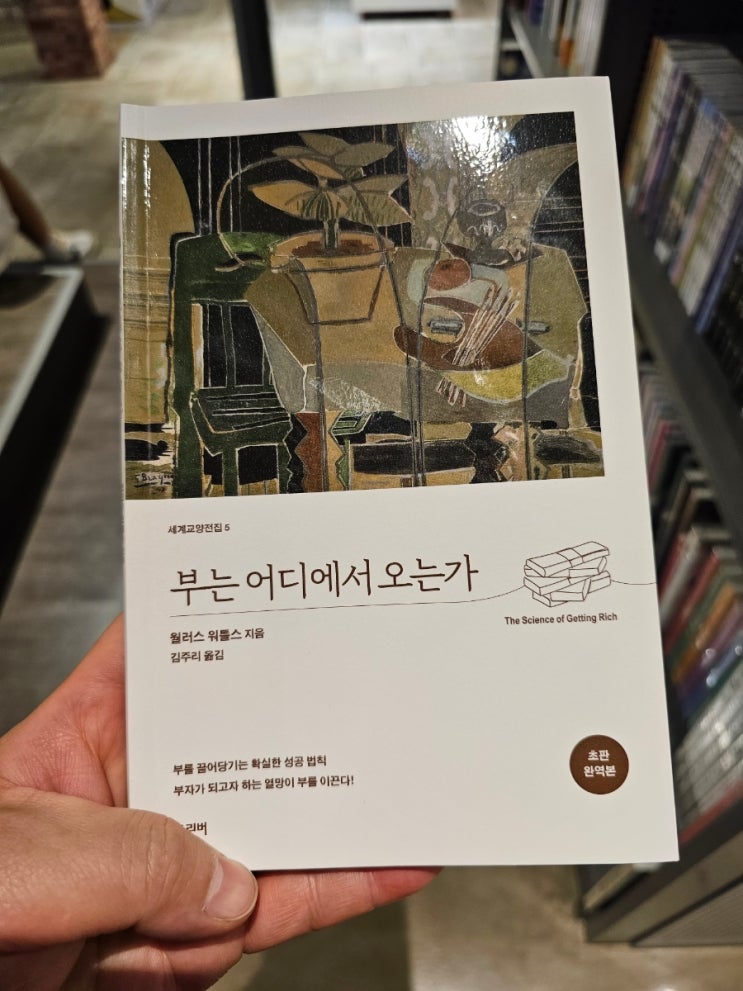 세계교양전집 5
부는 어디에서 오는가
The Science of Getting Rich
월러스 워틀스 지음
김주리 옮김
초판
완역본
부를 끌어당기는 확실한 성공 법칙
부자가 되고자 하는 열망이 부를 이끈다!
리버